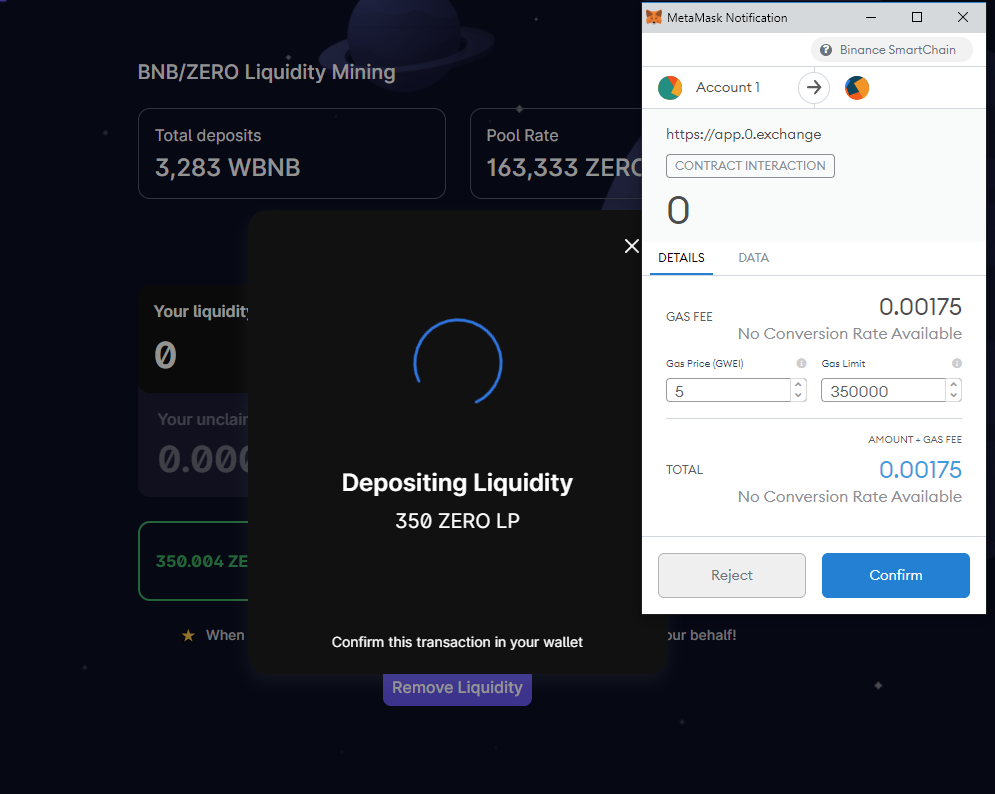 BNB/ZERO Liquidity Mining
Total deposits
3,283 WBNB
Pool Rate
163,333 ZERO
Your liquidity
0
Your unclai
0.000
350.004 ZE
When
our behalf!
Remove Liquidity
Depositing Liquidity
350 ZERO LP
Confirm this transaction in your wallet
MetaMask Notification
Binance SmartChain
Account 1
https://app.0.exchange
CONTRACT INTERACTION
0
DETAILS
DATA
GAS FEE
0.00175
No Conversion Rate Available
Gas Price (GWEI)
Gas Limit
5
350000
AMOUNT + GAS FEE
TOTAL
0.00175
No Conversion Rate Available
Reject
Confirm